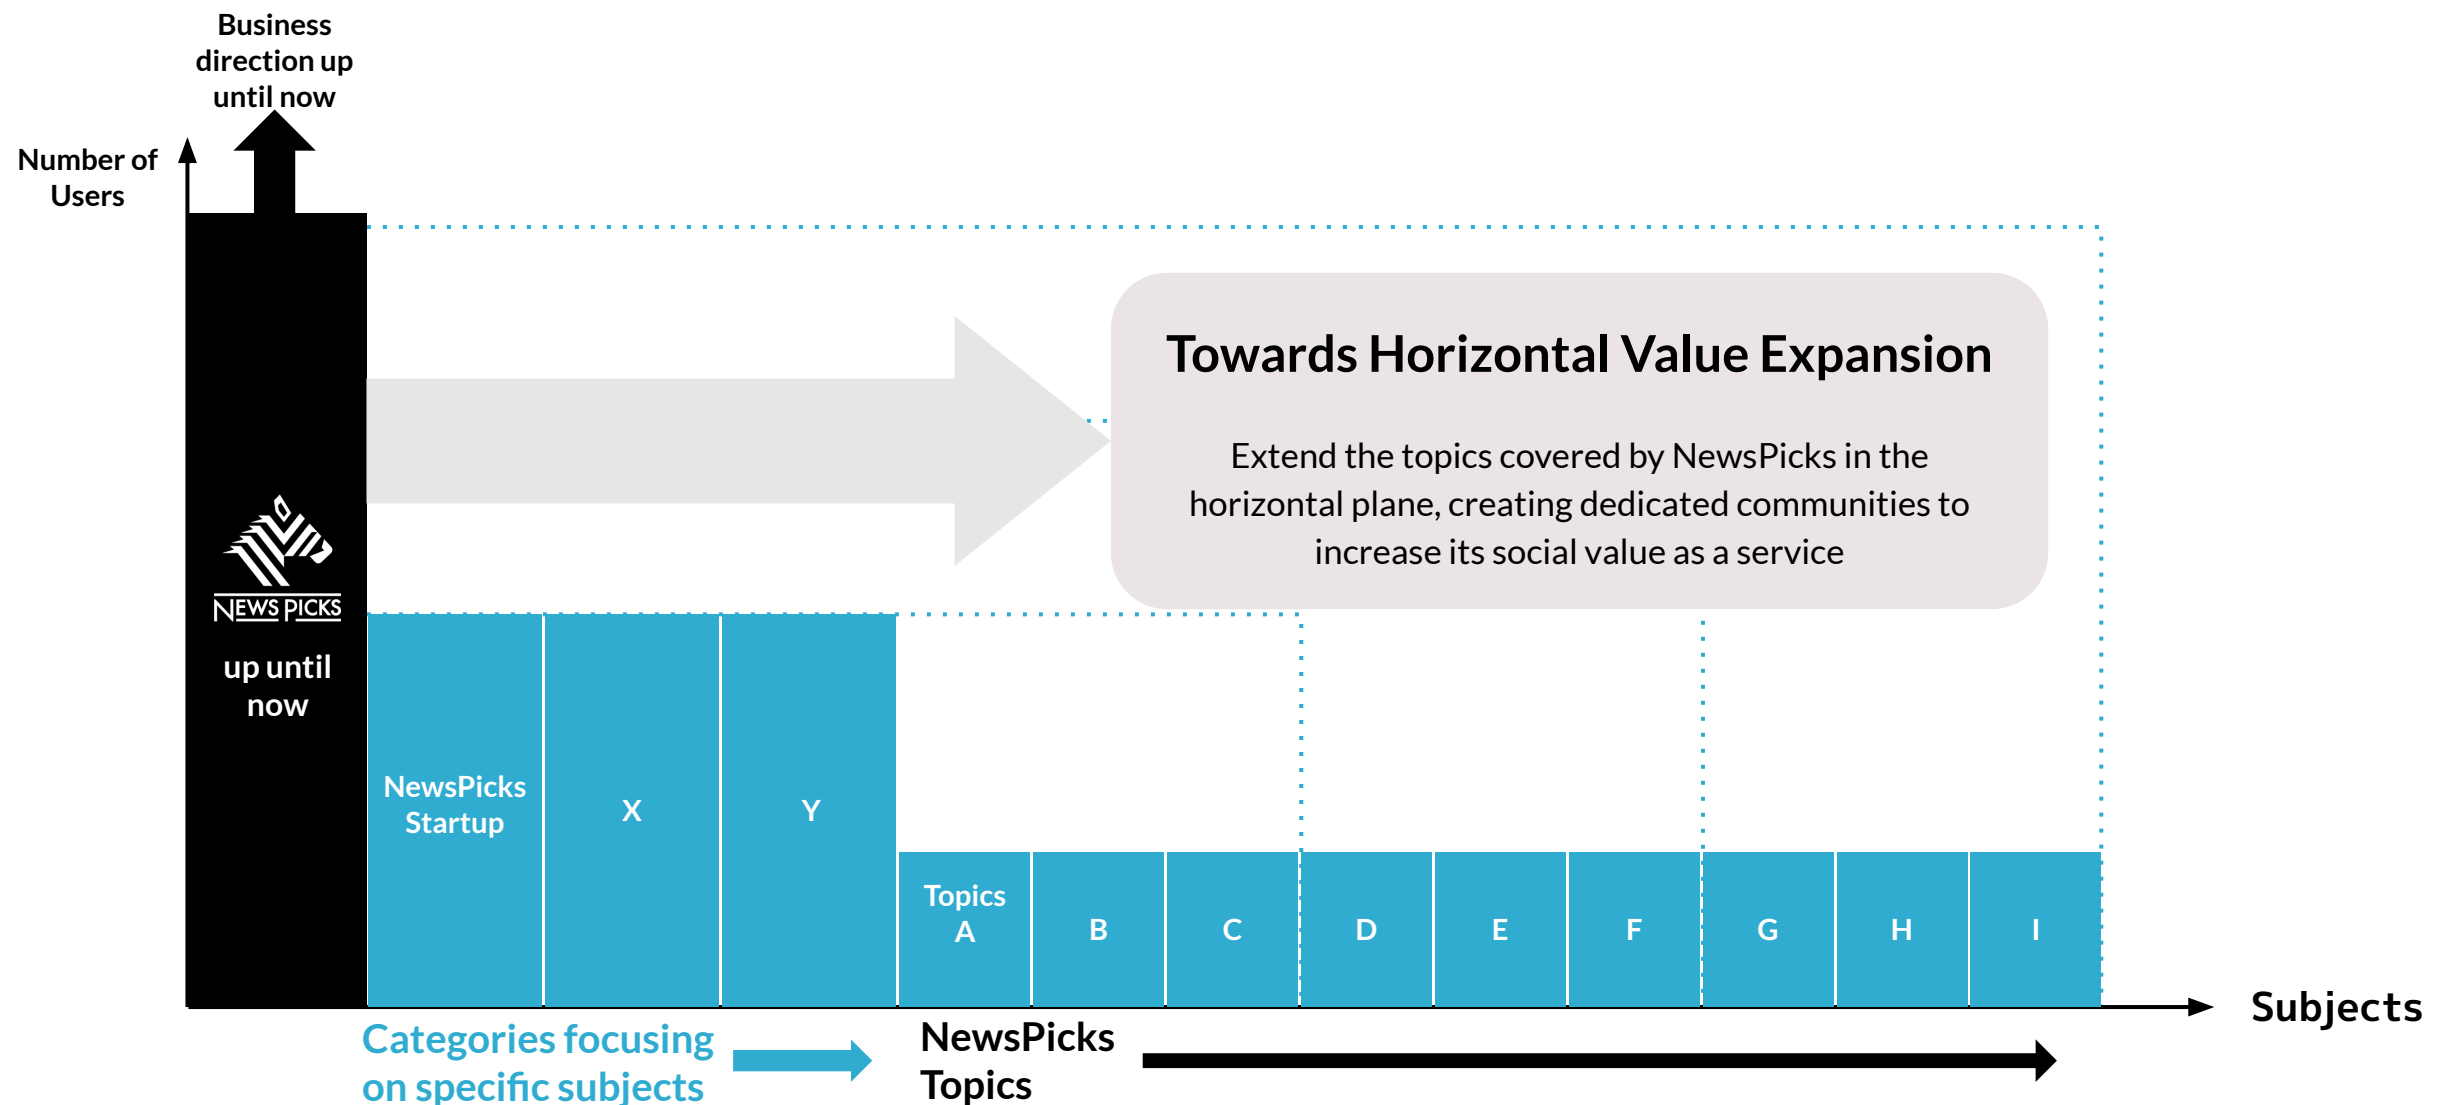 Business
direction up
until now
Number of
Users
Towards Horizontal Value Expansion
Extend the topics covered by NewsPicks in the
horizontal plane, creating dedicated communities to
increase its social value as a service
NEWS PICKS
up until
now
NewsPicks
Startup
X
Y
Topics
A
B
C
D
E
F
G
H
I
Subjects
Categories focusing
on specific subjects
NewsPicks
Topics